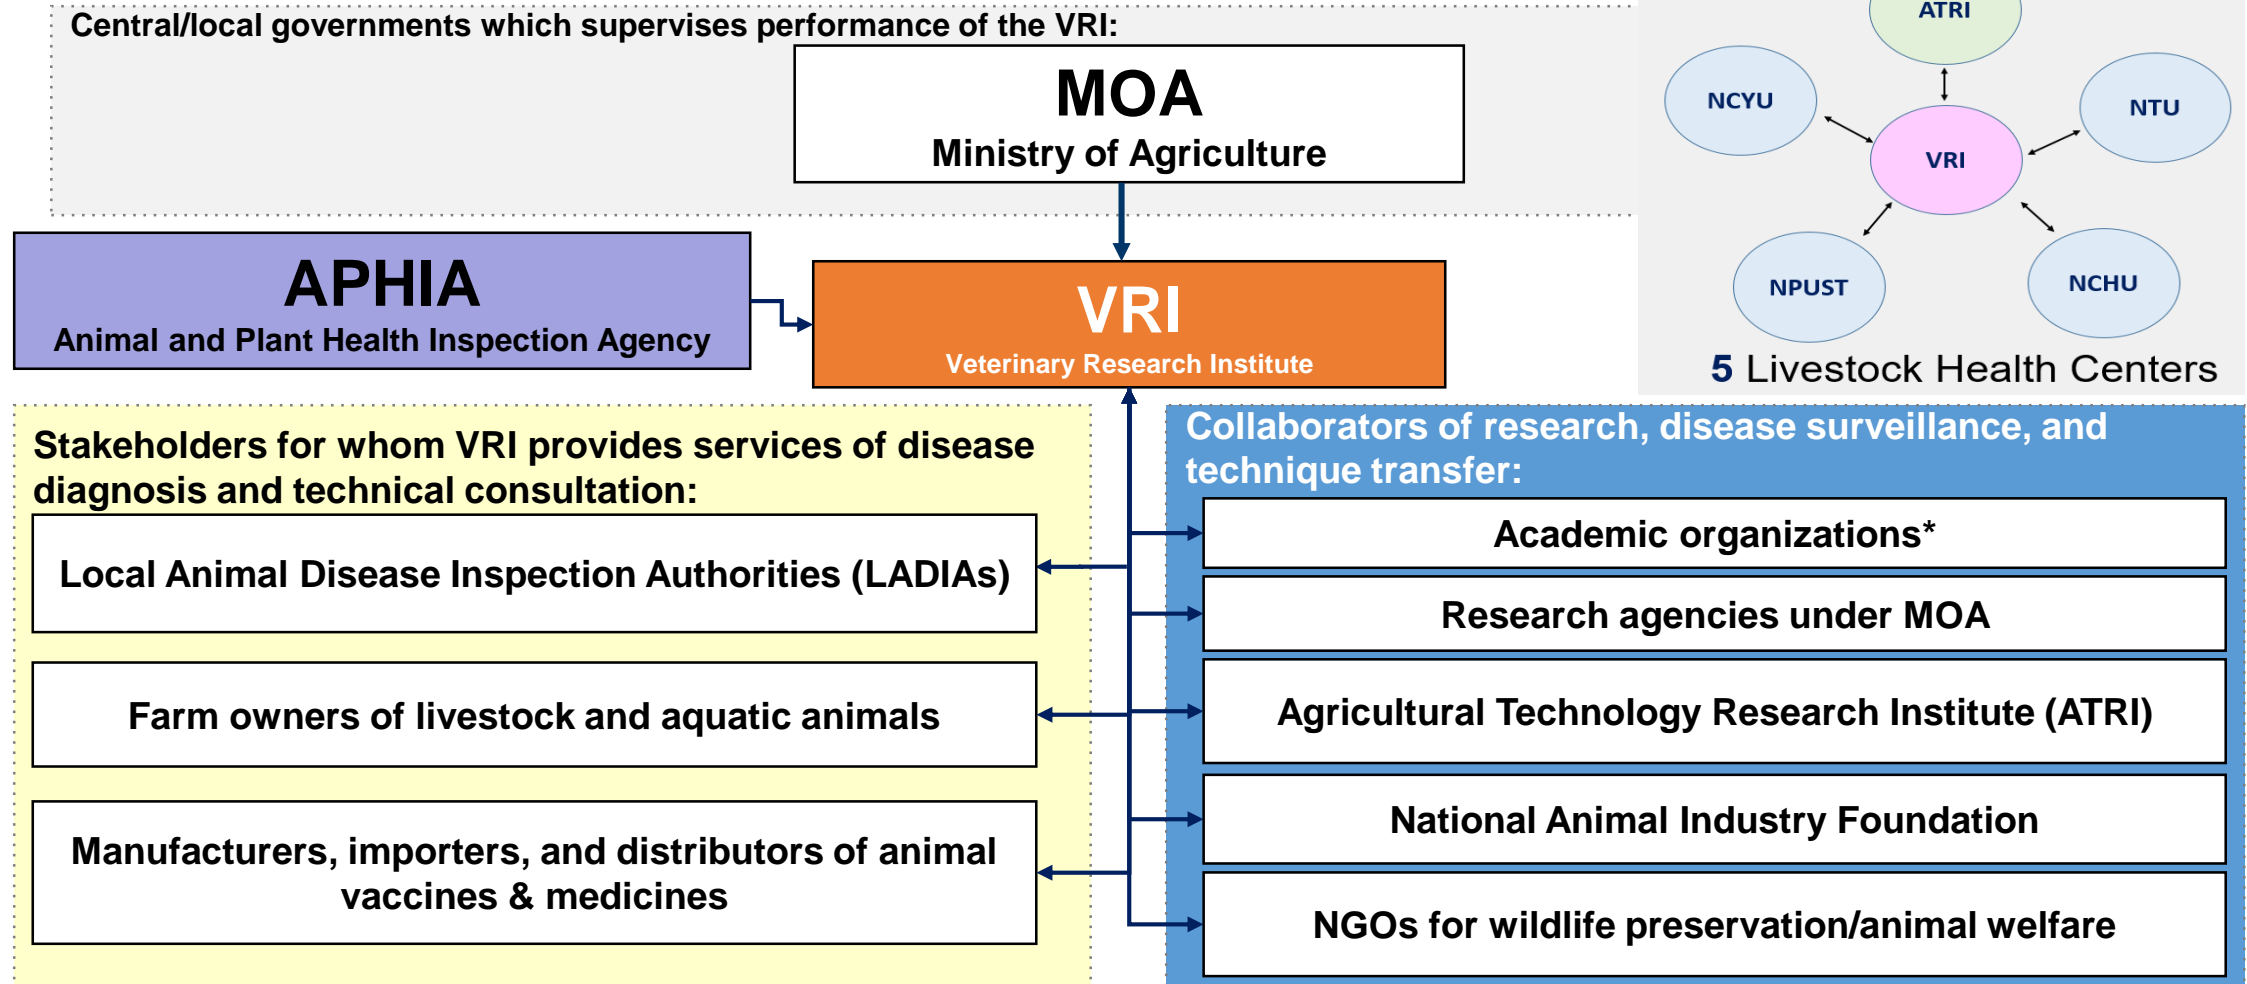 Central/local governments which supervises performance of the VRI:
MOA
Ministry of Agriculture
ATRI
NCYU
NTU
VRI
NPUST
NCHU
5 Livestock Health Centers
APHIA
Animal and Plant Health Inspection Agency
VRI
Veterinary Research Institute
Stakeholders for whom VRI provides services of disease
diagnosis and technical consultation:
Local Animal Disease Inspection Authorities (LADIAs)
Farm owners of livestock and aquatic animals
Manufacturers, importers, and distributors of animal
vaccines & medicines
Collaborators of research, disease surveillance, and
technique transfer:
Academic organizations*
Research agencies under MOA
Agricultural Technology Research Institute (ATRI)
National Animal Industry Foundation
NGOs for wildlife preservation/animal welfare